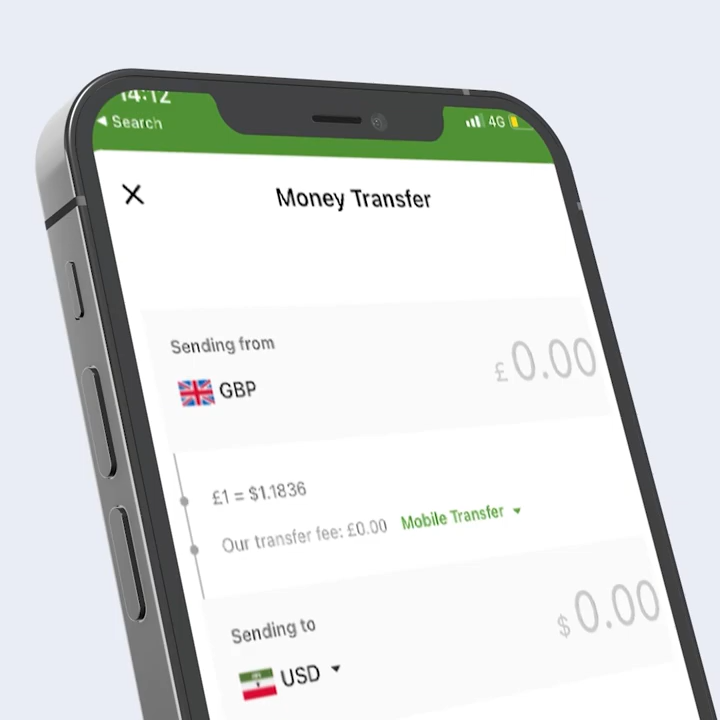 14:12
Search
4G
Money Transfer
Sending from
£0.00
GBP
£1 = $1.1836
Our transfer fee: £0.00 Mobile Transfer
Sending to
$0.00
USD